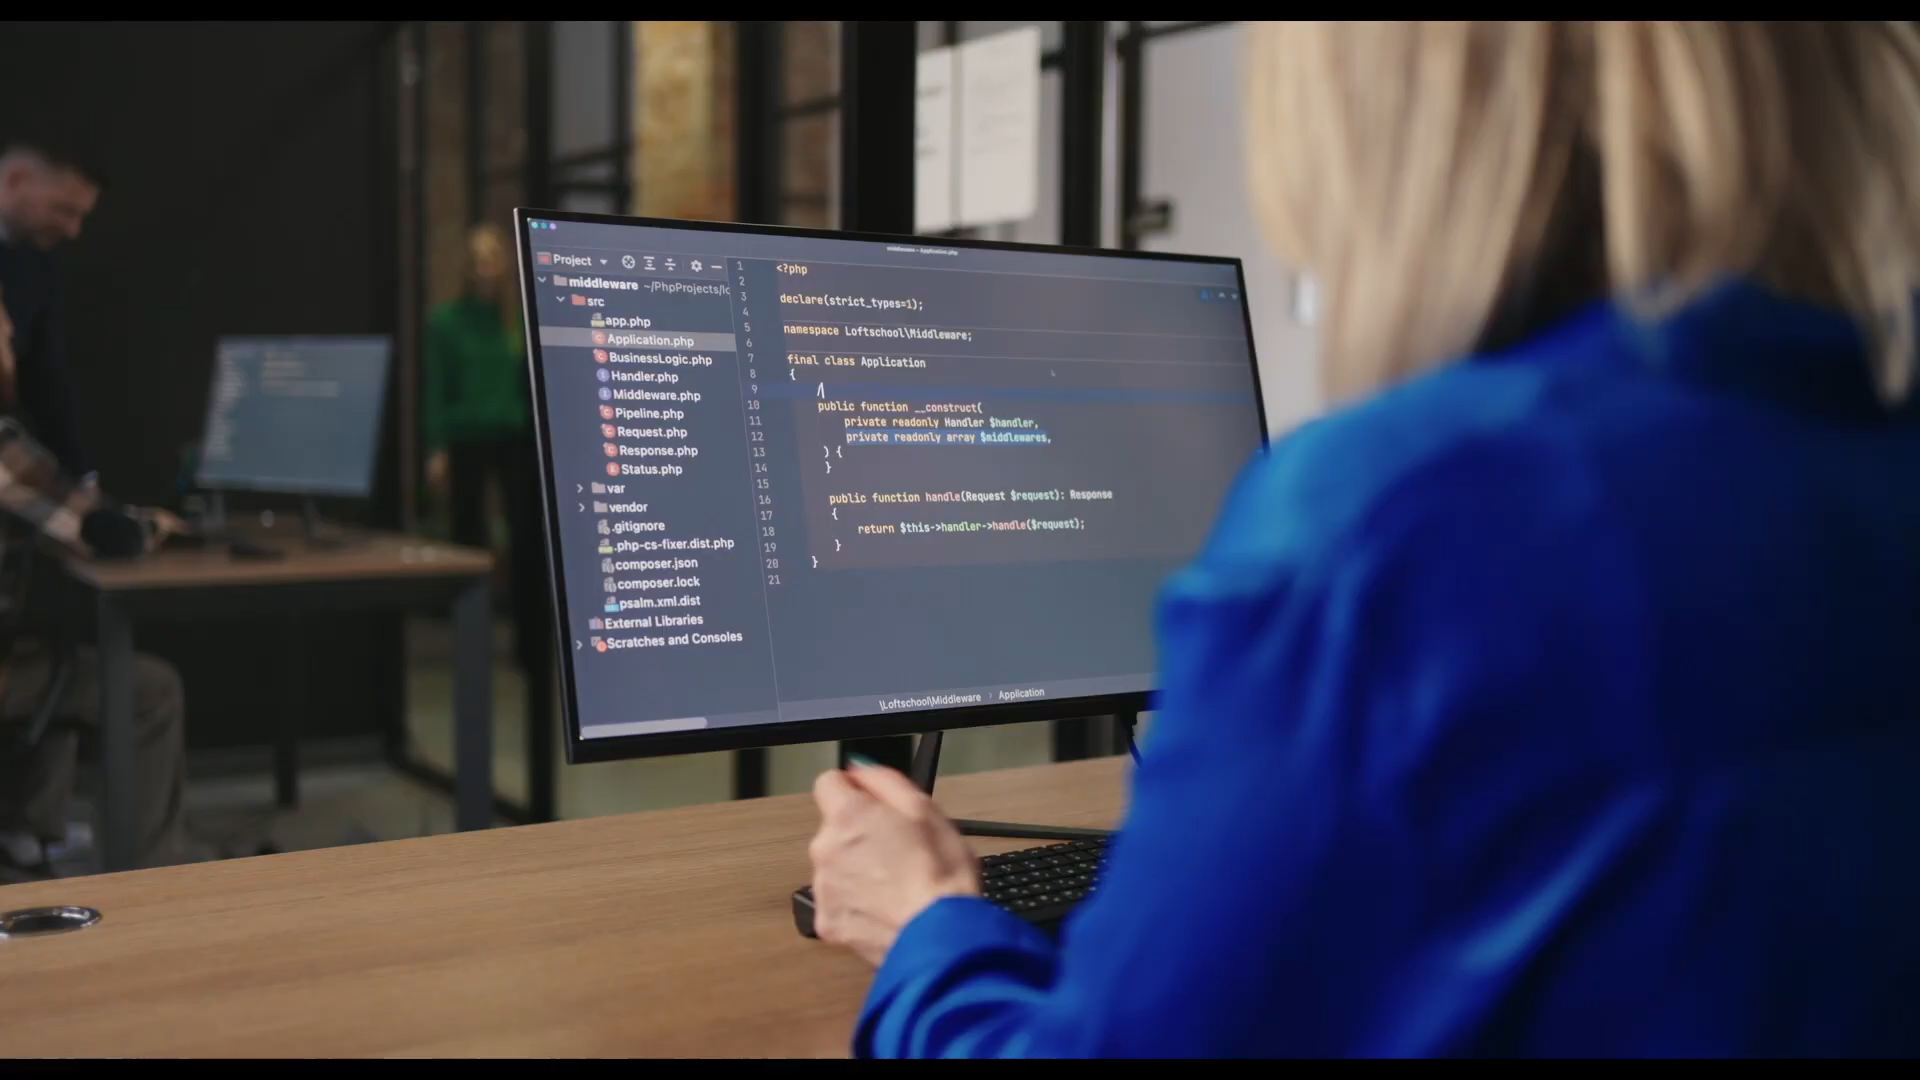 middleware – Application.php
Project
middleware ~/PhpProjects/lo
src
app.php
Application.php
BusinessLogic.php
Handler.php
Middleware.php
Pipeline.php
Request.php
Response.php
Status.php
var
vendor
.gitignore
.php-cs-fixer.dist.php
composer.json
composer.lock
psalm.xml.dist
External Libraries
Scratches and Consoles
1 <?php
2
3 declare(strict_types=1);
4
5 namespace Loftschool\Middleware;
6
7 final class Application
8 {
9 /
10 public function __construct(
11 private readonly Handler $handler,
12 private readonly array $middlewares,
13 ) {
14 }
15
16 public function handle(Request $request): Response
17 {
18 return $this->handler->handle($request);
19 }
20 }
21
\Loftschool\Middleware › Application